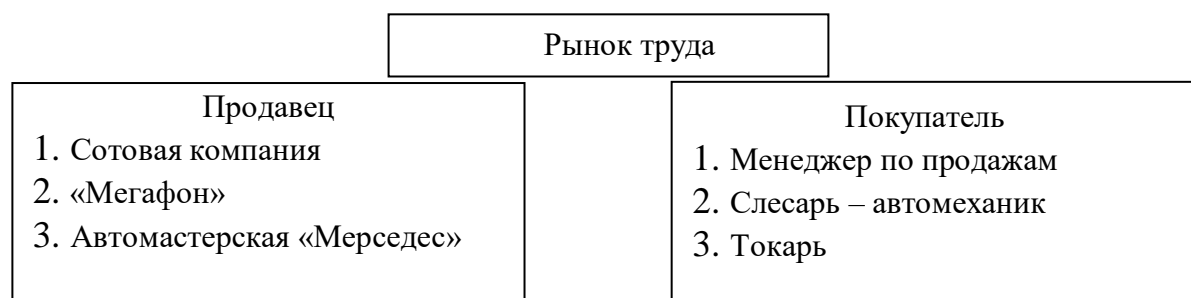 Рынок труда
Продавец
1. Сотовая компания
2. «Мегафон»
3. Автомастерская «Мерседес»
Покупатель
1. Менеджер по продажам
2. Слесарь – автомеханик
3. Токарь